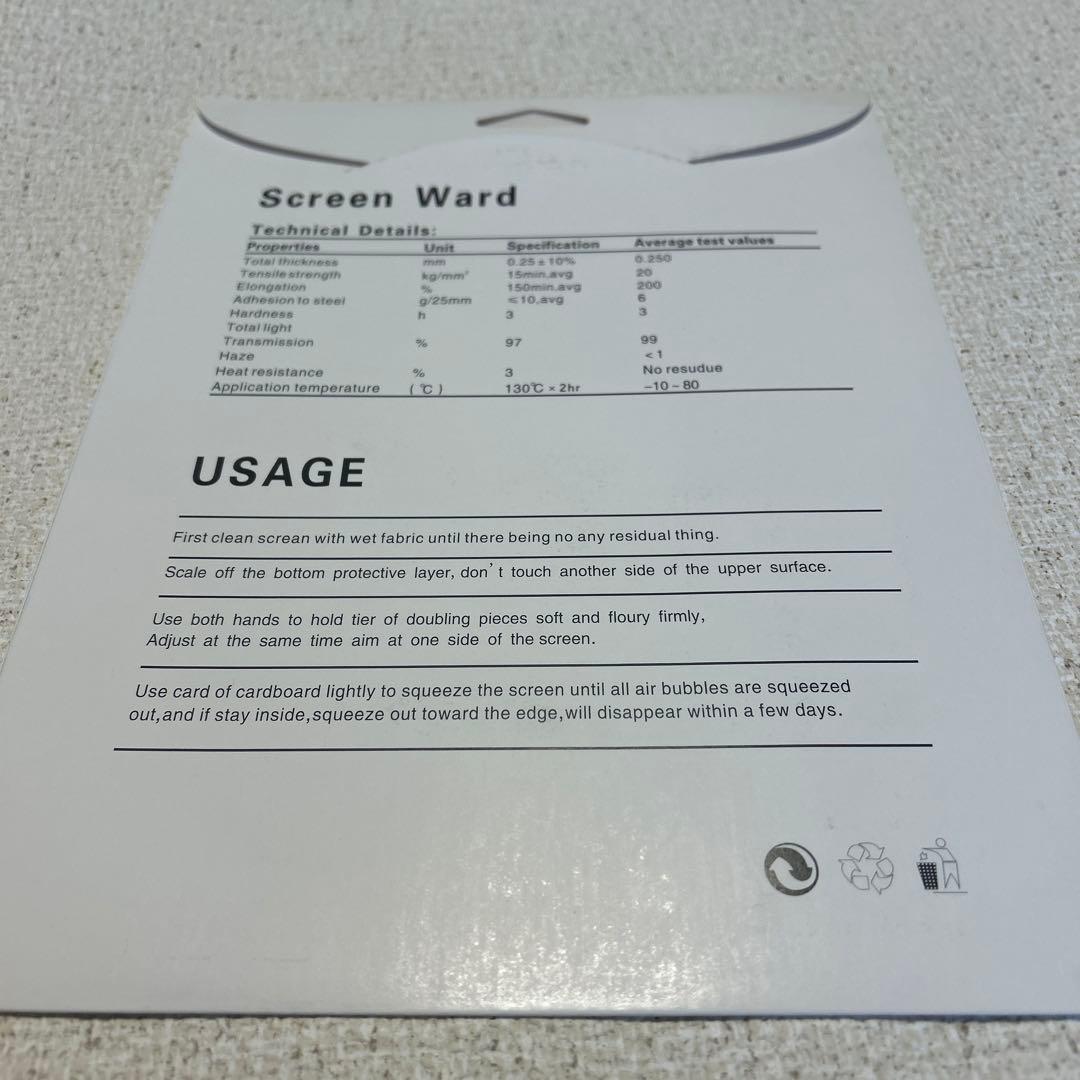 Screen Ward
Technical Details:
Properties Unit Specification Average test values
Total thickness mm 0.25 ± 10% 0.250
Tensile strength kg/mm² 15min.avg 20
Elongation % 150min.avg 200
Adhesion to steel g/25mm ≤10.avg 6
Hardness h 3 3
Total light
Transmission % 97 99
Haze <1
Heat resistance % 3 No resudue
Application temperature (℃) 130℃ × 2hr −10 − 80
USAGE
First clean screan with wet fabric until there being no any residual thing.
Scale off the bottom protective layer, don't touch another side of the upper surface.
Use both hands to hold tier of doubling pieces soft and floury firmly,
Adjust at the same time aim at one side of the screen.
Use card of cardboard lightly to squeeze the screen until all air bubbles are squeezed
out,and if stay inside,squeeze out toward the edge,will disappear within a few days.